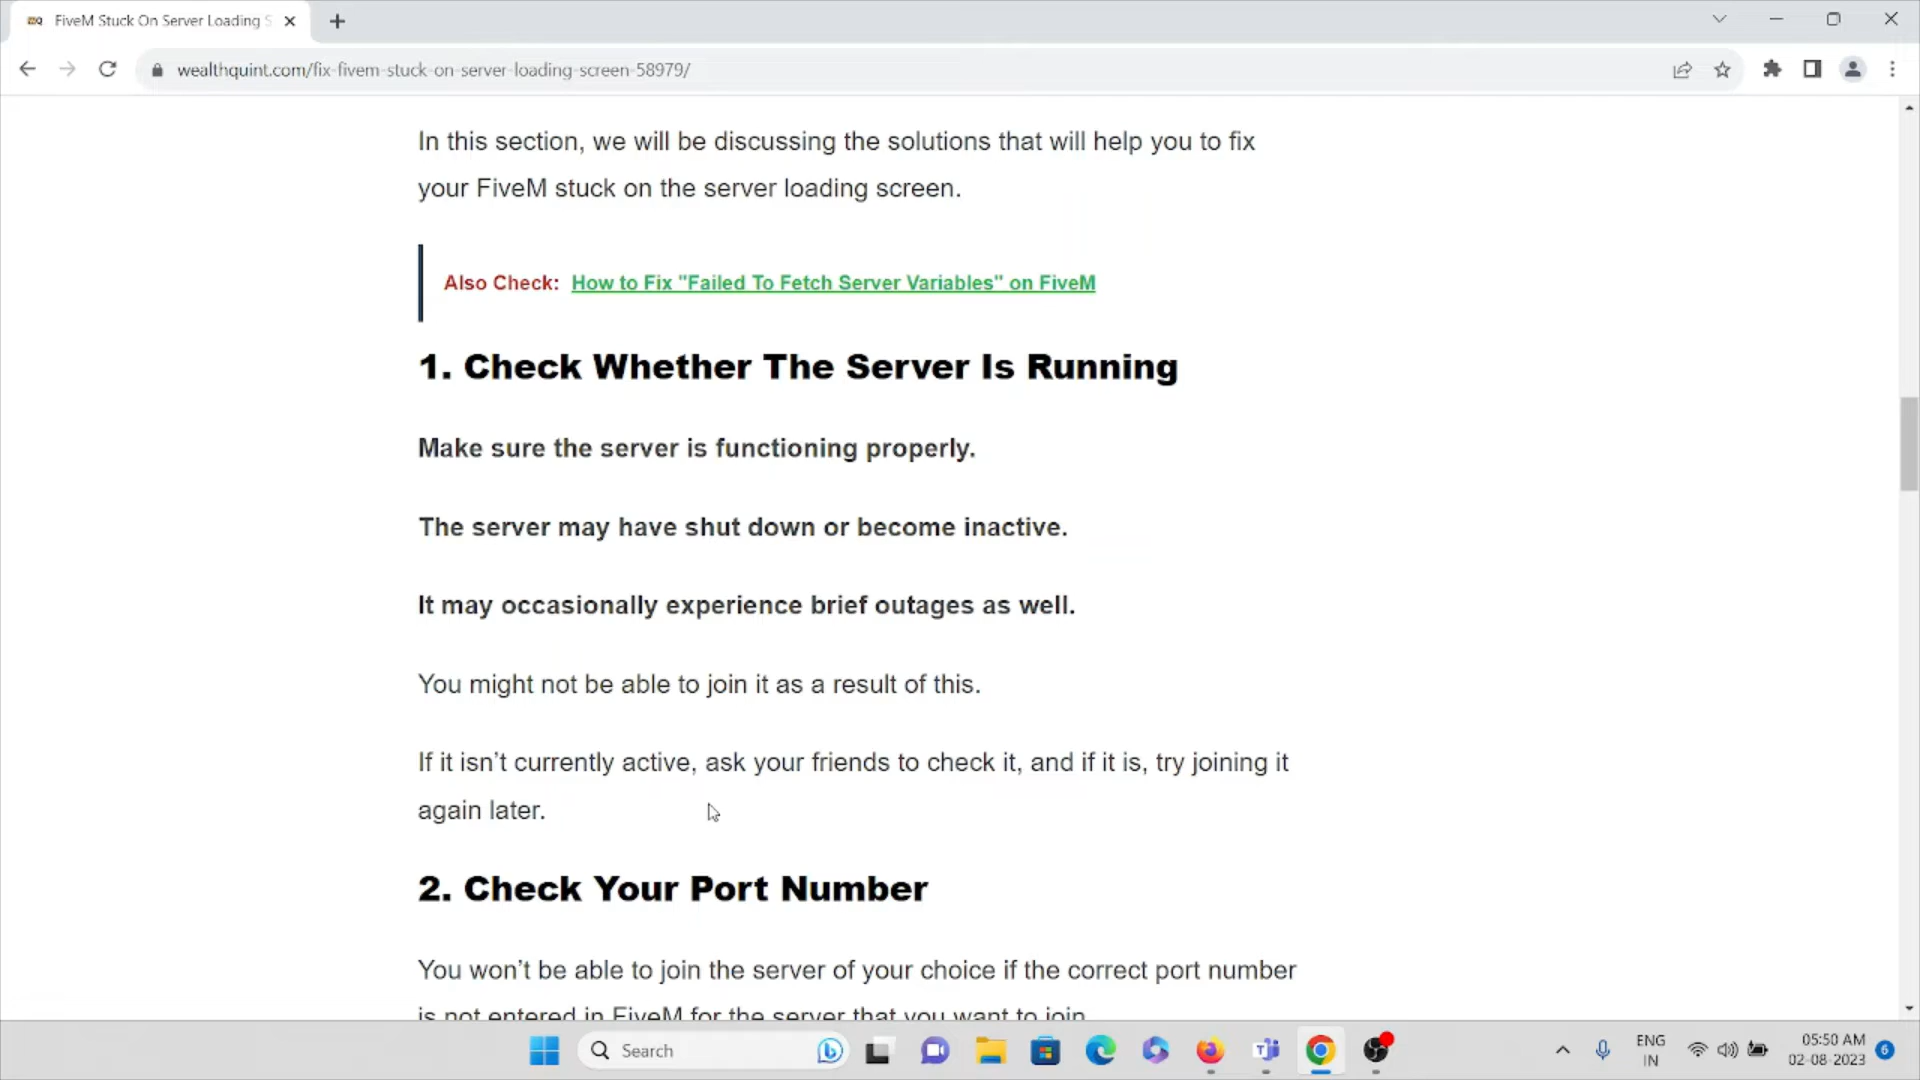 FiveM Stuck On Server Loading S
wealthquint.com/fix-fivem-stuck-on-server-loading-screen-58979/
In this section, we will be discussing the solutions that will help you to fix
your FiveM stuck on the server loading screen.
Also Check: How to Fix "Failed To Fetch Server Variables" on FiveM
1. Check Whether The Server Is Running
Make sure the server is functioning properly.
The server may have shut down or become inactive.
It may occasionally experience brief outages as well.
You might not be able to join it as a result of this.
If it isn't currently active, ask your friends to check it, and if it is, try joining it
again later.
2. Check Your Port Number
You won't be able to join the server of your choice if the correct port number
is not entered in FiveM for the server that you want to join.
Search
ENG
IN
05:50 AM
02-08-2023
6